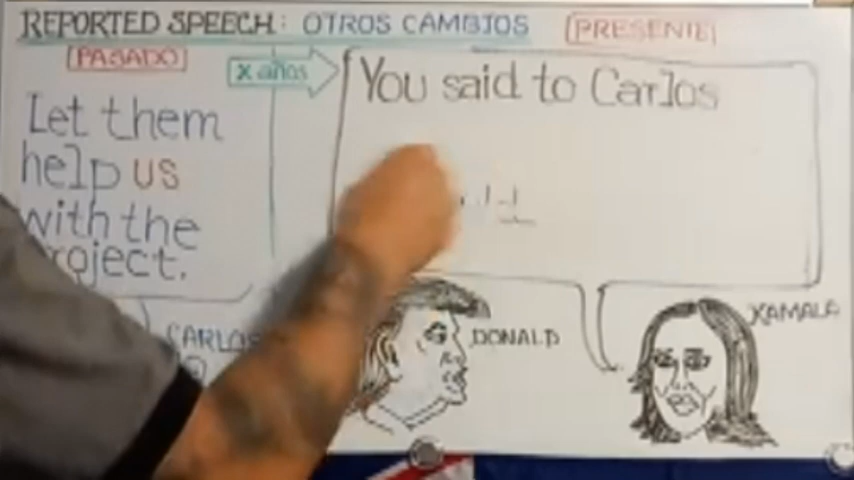 REPORTED SPEECH: OTROS CAMBIOS
PRESENTE
PASADO
x años
You said to Carlos
Let them
help us
with the
project.
CARLOS
DONALD
KAMALA